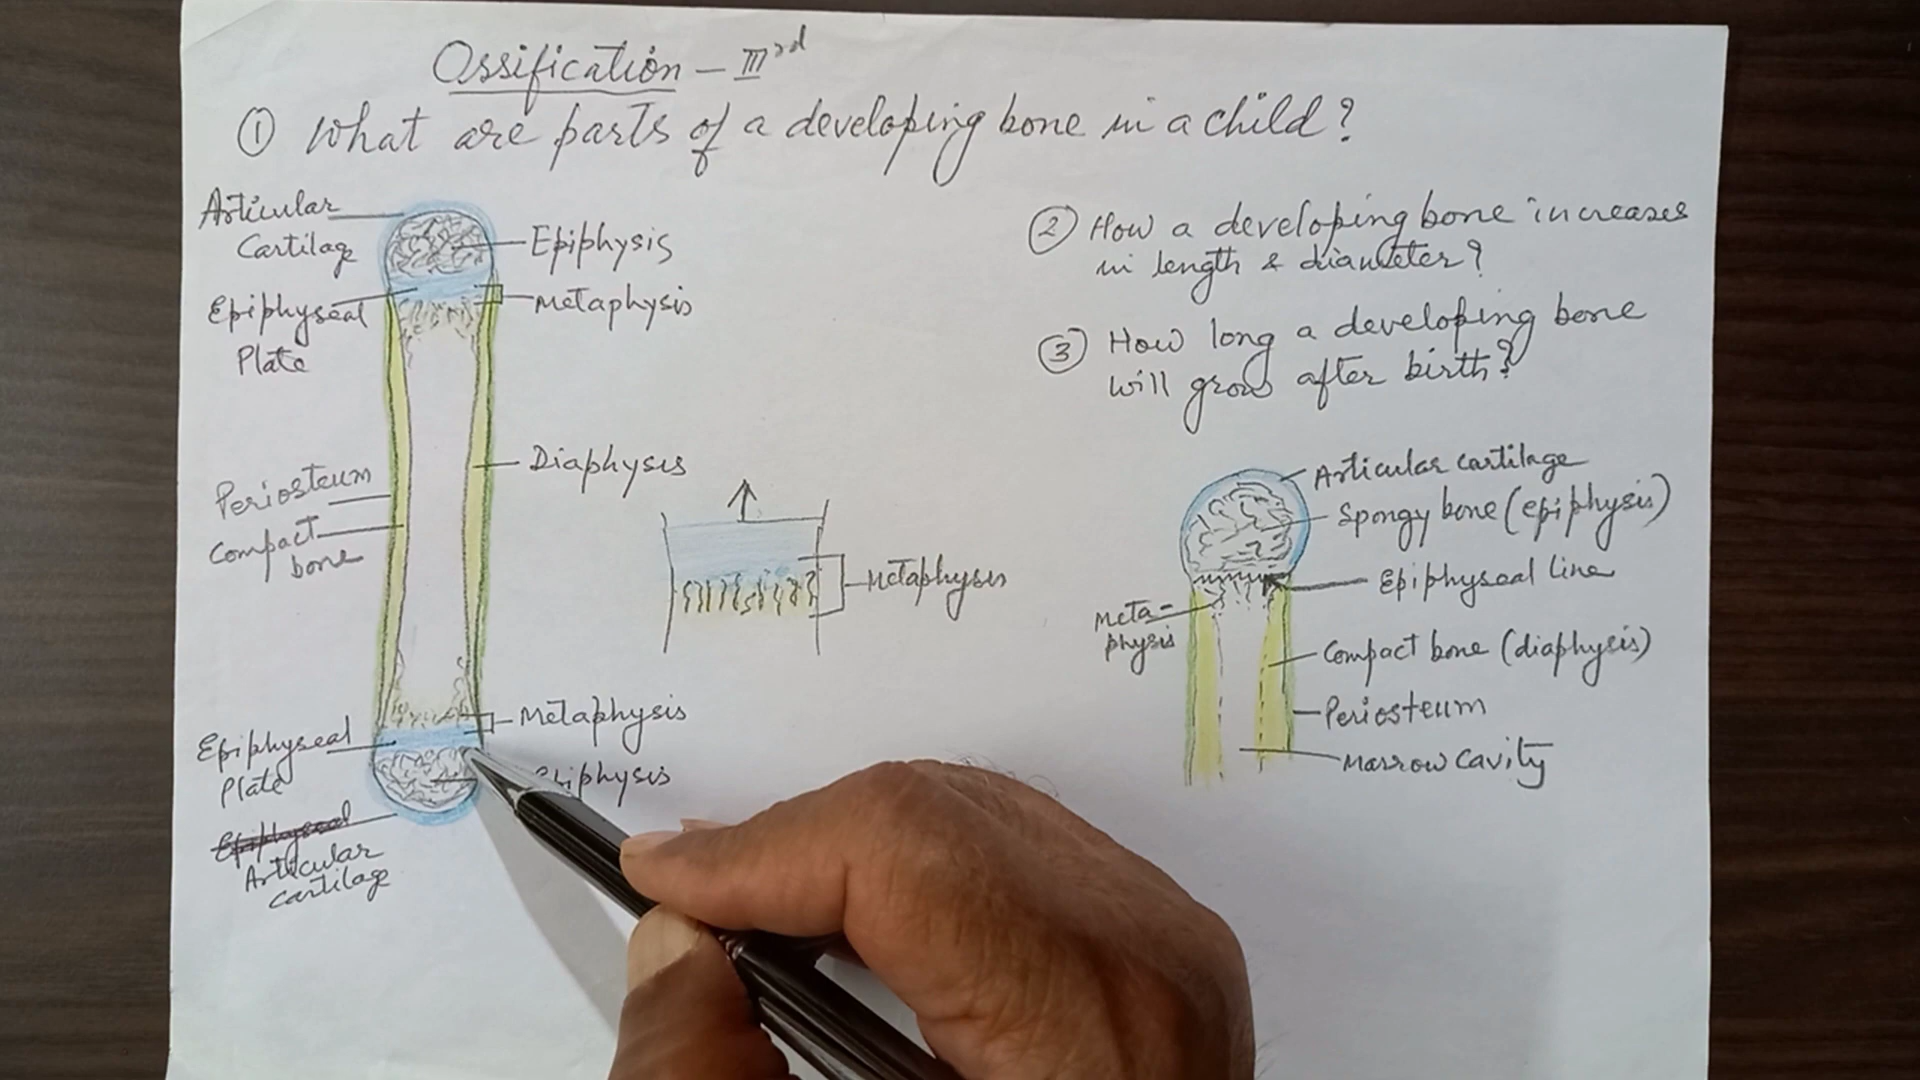 Ossification – IIIrd
① What are parts of a developing bone in a child?
Articular
Cartilage
Epiphysis
Metaphysis
Epiphyseal
Plate
Diaphysis
Periosteum
Compact
bone
Metaphysis
Epiphyseal
Plate
Epiphysis
Epiphyseal
Articular
cartilage
Metaphysis
② How a developing bone increases
in length & diameter?
③ How long a developing bone
will grow after birth?
Articular cartilage
Spongy bone (epiphysis)
Epiphyseal line
Meta-
physis
Compact bone (diaphysis)
Periosteum
Marrow cavity